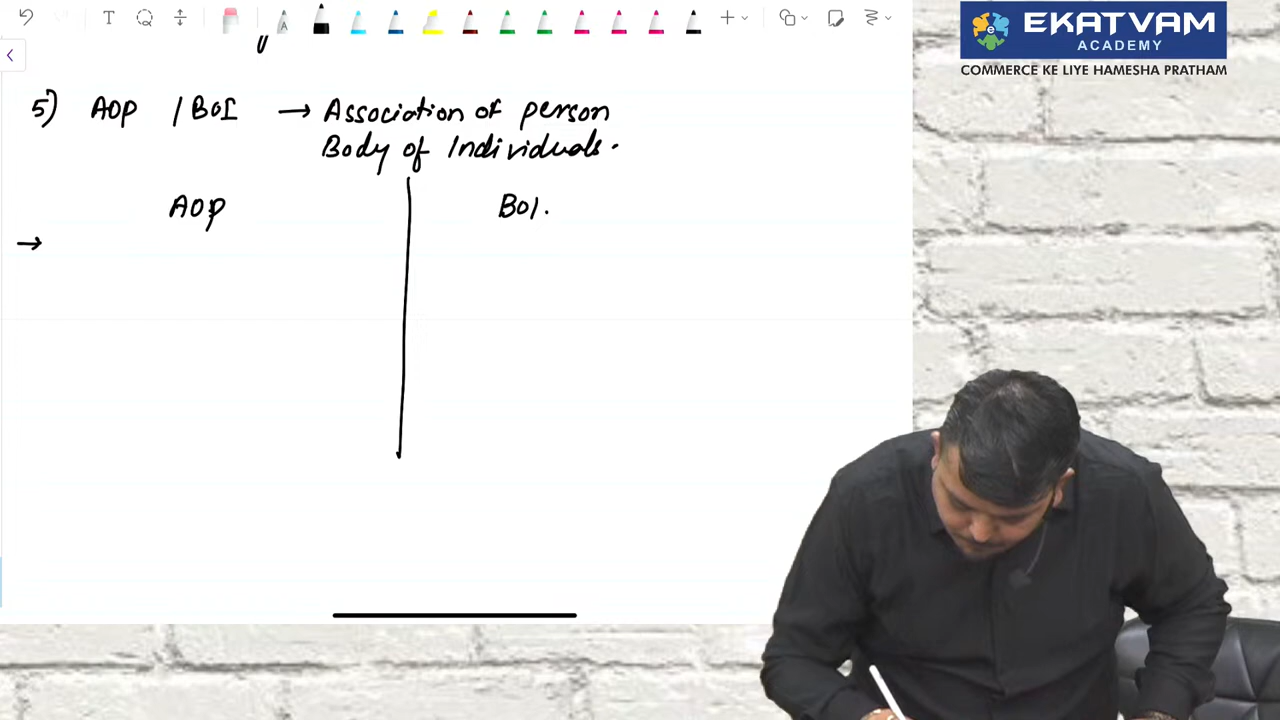 EKATVAM
ACADEMY
COMMERCE KE LIYE HAMESHA PRATHAM
5) AOP / BOI → Association of person
Body of Individuals.
AOP BOI.
→